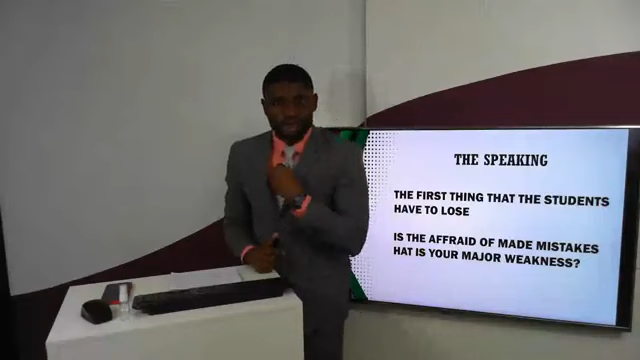 THE SPEAKING
THE FIRST THING THAT THE STUDENTS
HAVE TO LOSE
IS THE AFFRAID OF MADE MISTAKES
HAT IS YOUR MAJOR WEAKNESS?